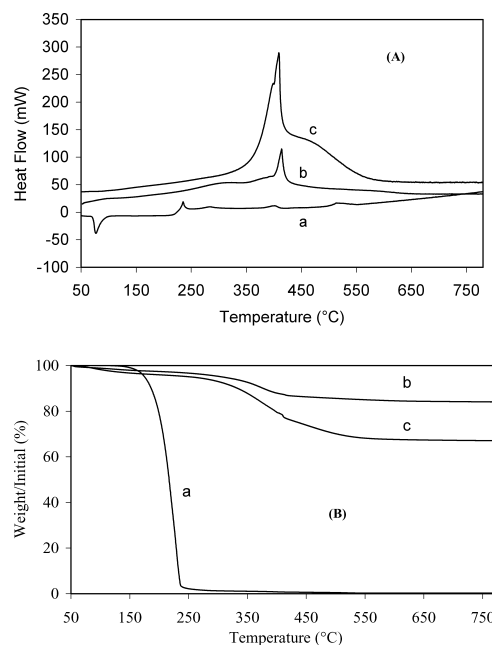 350
300
250
200
150
100
50
0
-50
-100
Heat Flow (mW)
(A)
c
b
a
50 150 250 350 450 550 650 750
Temperature (°C)
100
80
60
40
20
0
Weight/Initial (%)
b
c
a
(B)
50 150 250 350 450 550 650 750
Temperature (°C)